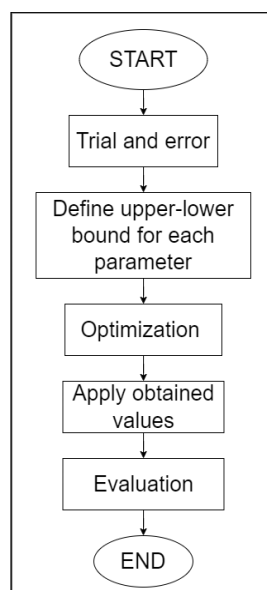 START
Trial and error
Define upper-lower
bound for each
parameter
Optimization
Apply obtained
values
Evaluation
END